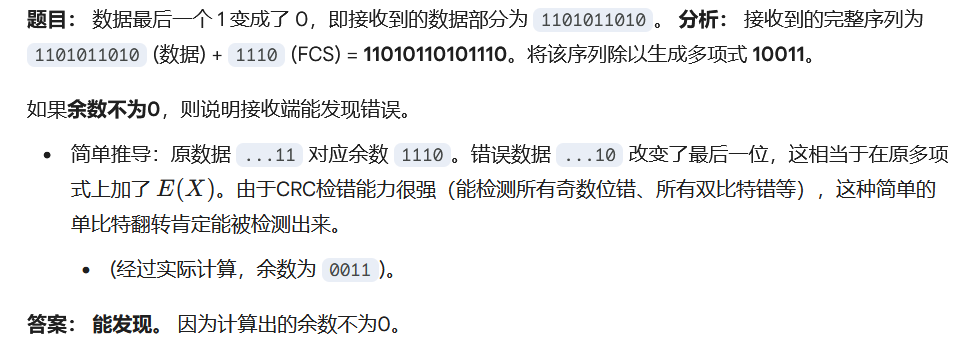 题目： 数据最后一个 1 变成了 0，即接收到的数据部分为 1101011010 。 分析： 接收到的完整序列为
1101011010 (数据) + 1110 (FCS) = 11010110101110。将该序列除以生成多项式 10011。
如果余数不为0，则说明接收端能发现错误。
• 简单推导：原数据 ...11 对应余数 1110 。错误数据 ...10 改变了最后一位，这相当于在原多项
式上加了 E(X)。由于CRC检错能力很强（能检测所有奇数位错、所有双比特错等），这种简单的
单比特翻转肯定能被检测出来。
• (经过实际计算，余数为 0011 )。
答案： 能发现。 因为计算出的余数不为0。